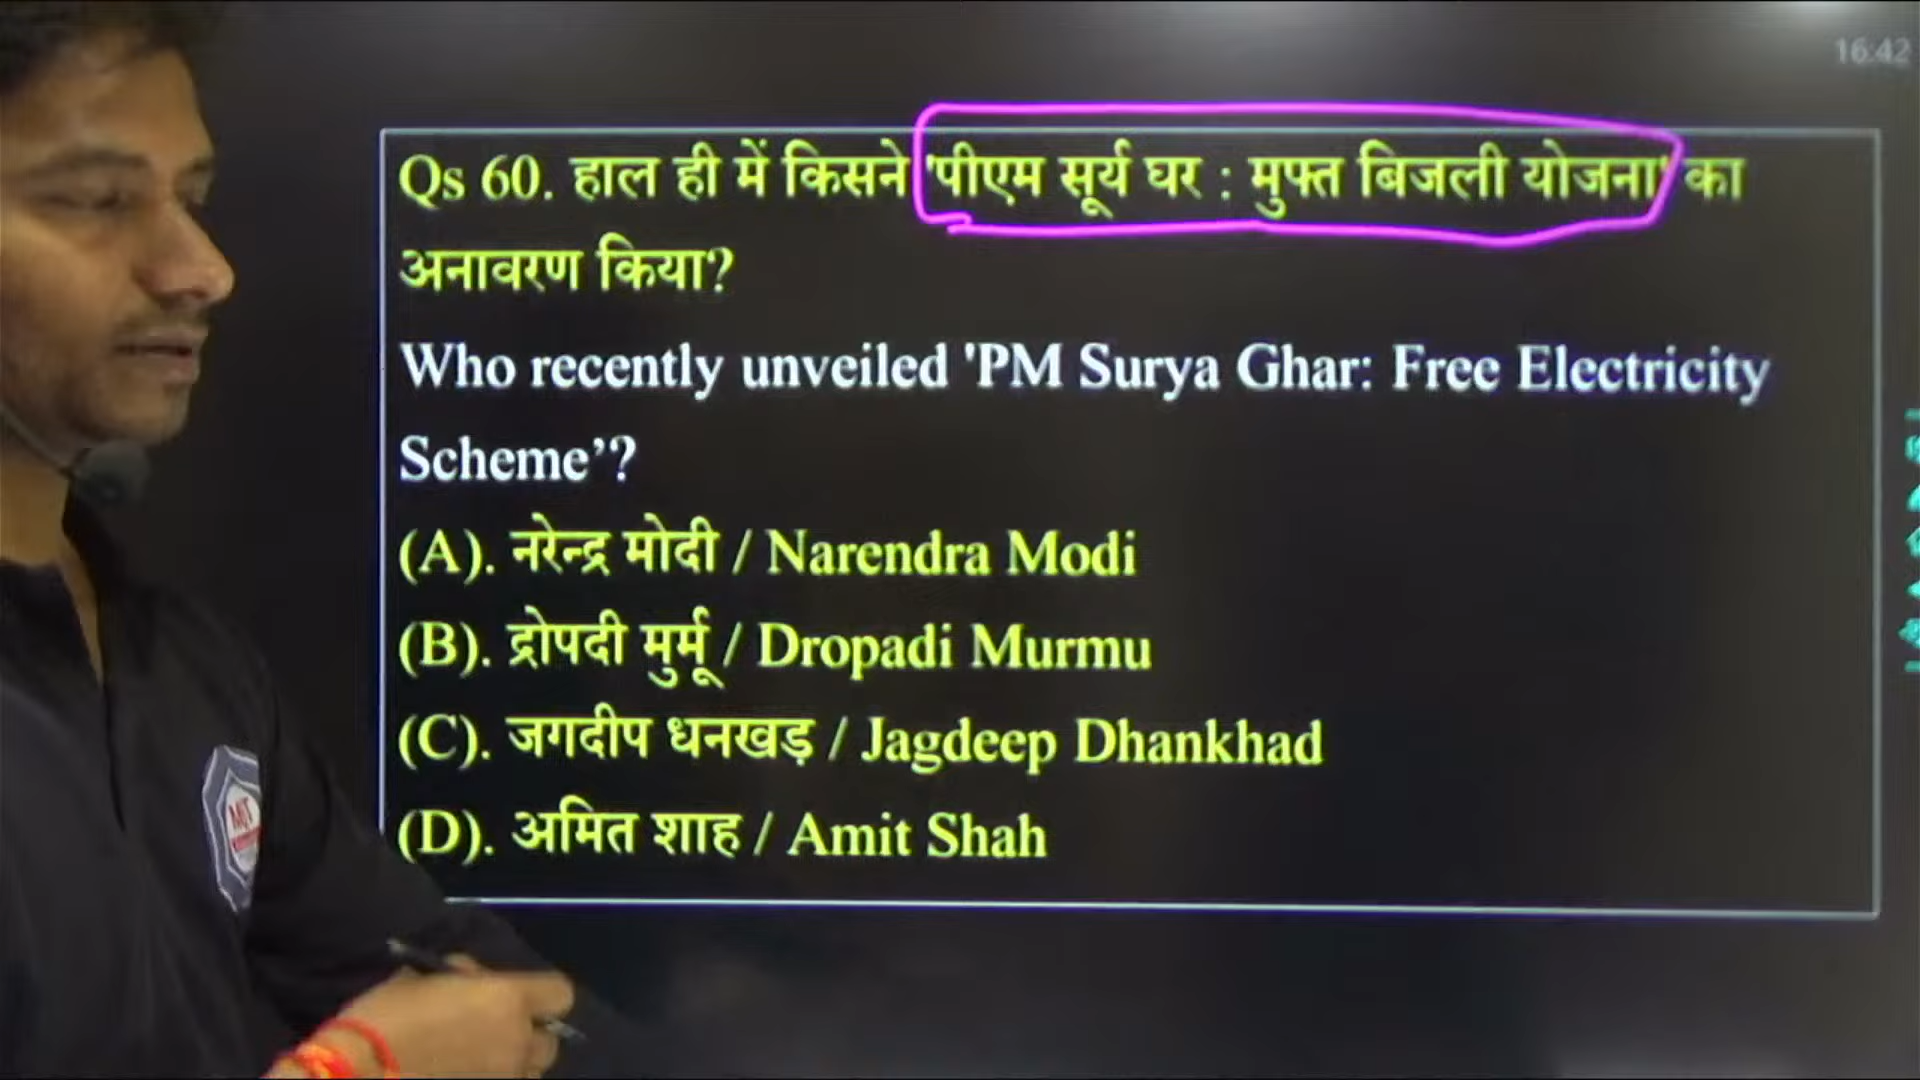 16:42
Qs 60. हाल ही में किसने 'पीएम सूर्य घर : मुफ्त बिजली योजना' का
अनावरण किया?
Who recently unveiled 'PM Surya Ghar: Free Electricity
Scheme’?
(A). नरेन्द्र मोदी / Narendra Modi
(B). द्रोपदी मुर्मू / Dropadi Murmu
(C). जगदीप धनखड़ / Jagdeep Dhankhad
(D). अमित शाह / Amit Shah